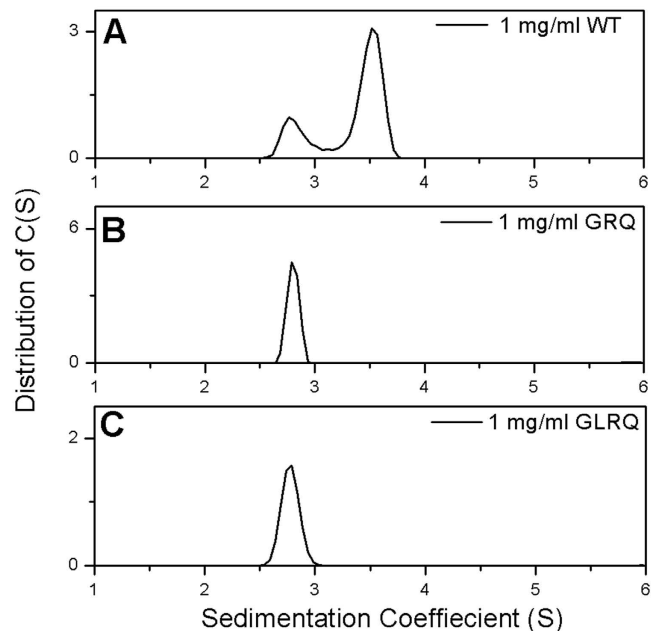 A
1 mg/ml WT
3
0
1 2 3 4 5 6
B
1 mg/ml GRQ
6
0
1 2 3 4 5 6
C
1 mg/ml GLRQ
2
0
1 2 3 4 5 6
Distribution of C(S)
Sedimentation Coeffiecient (S)